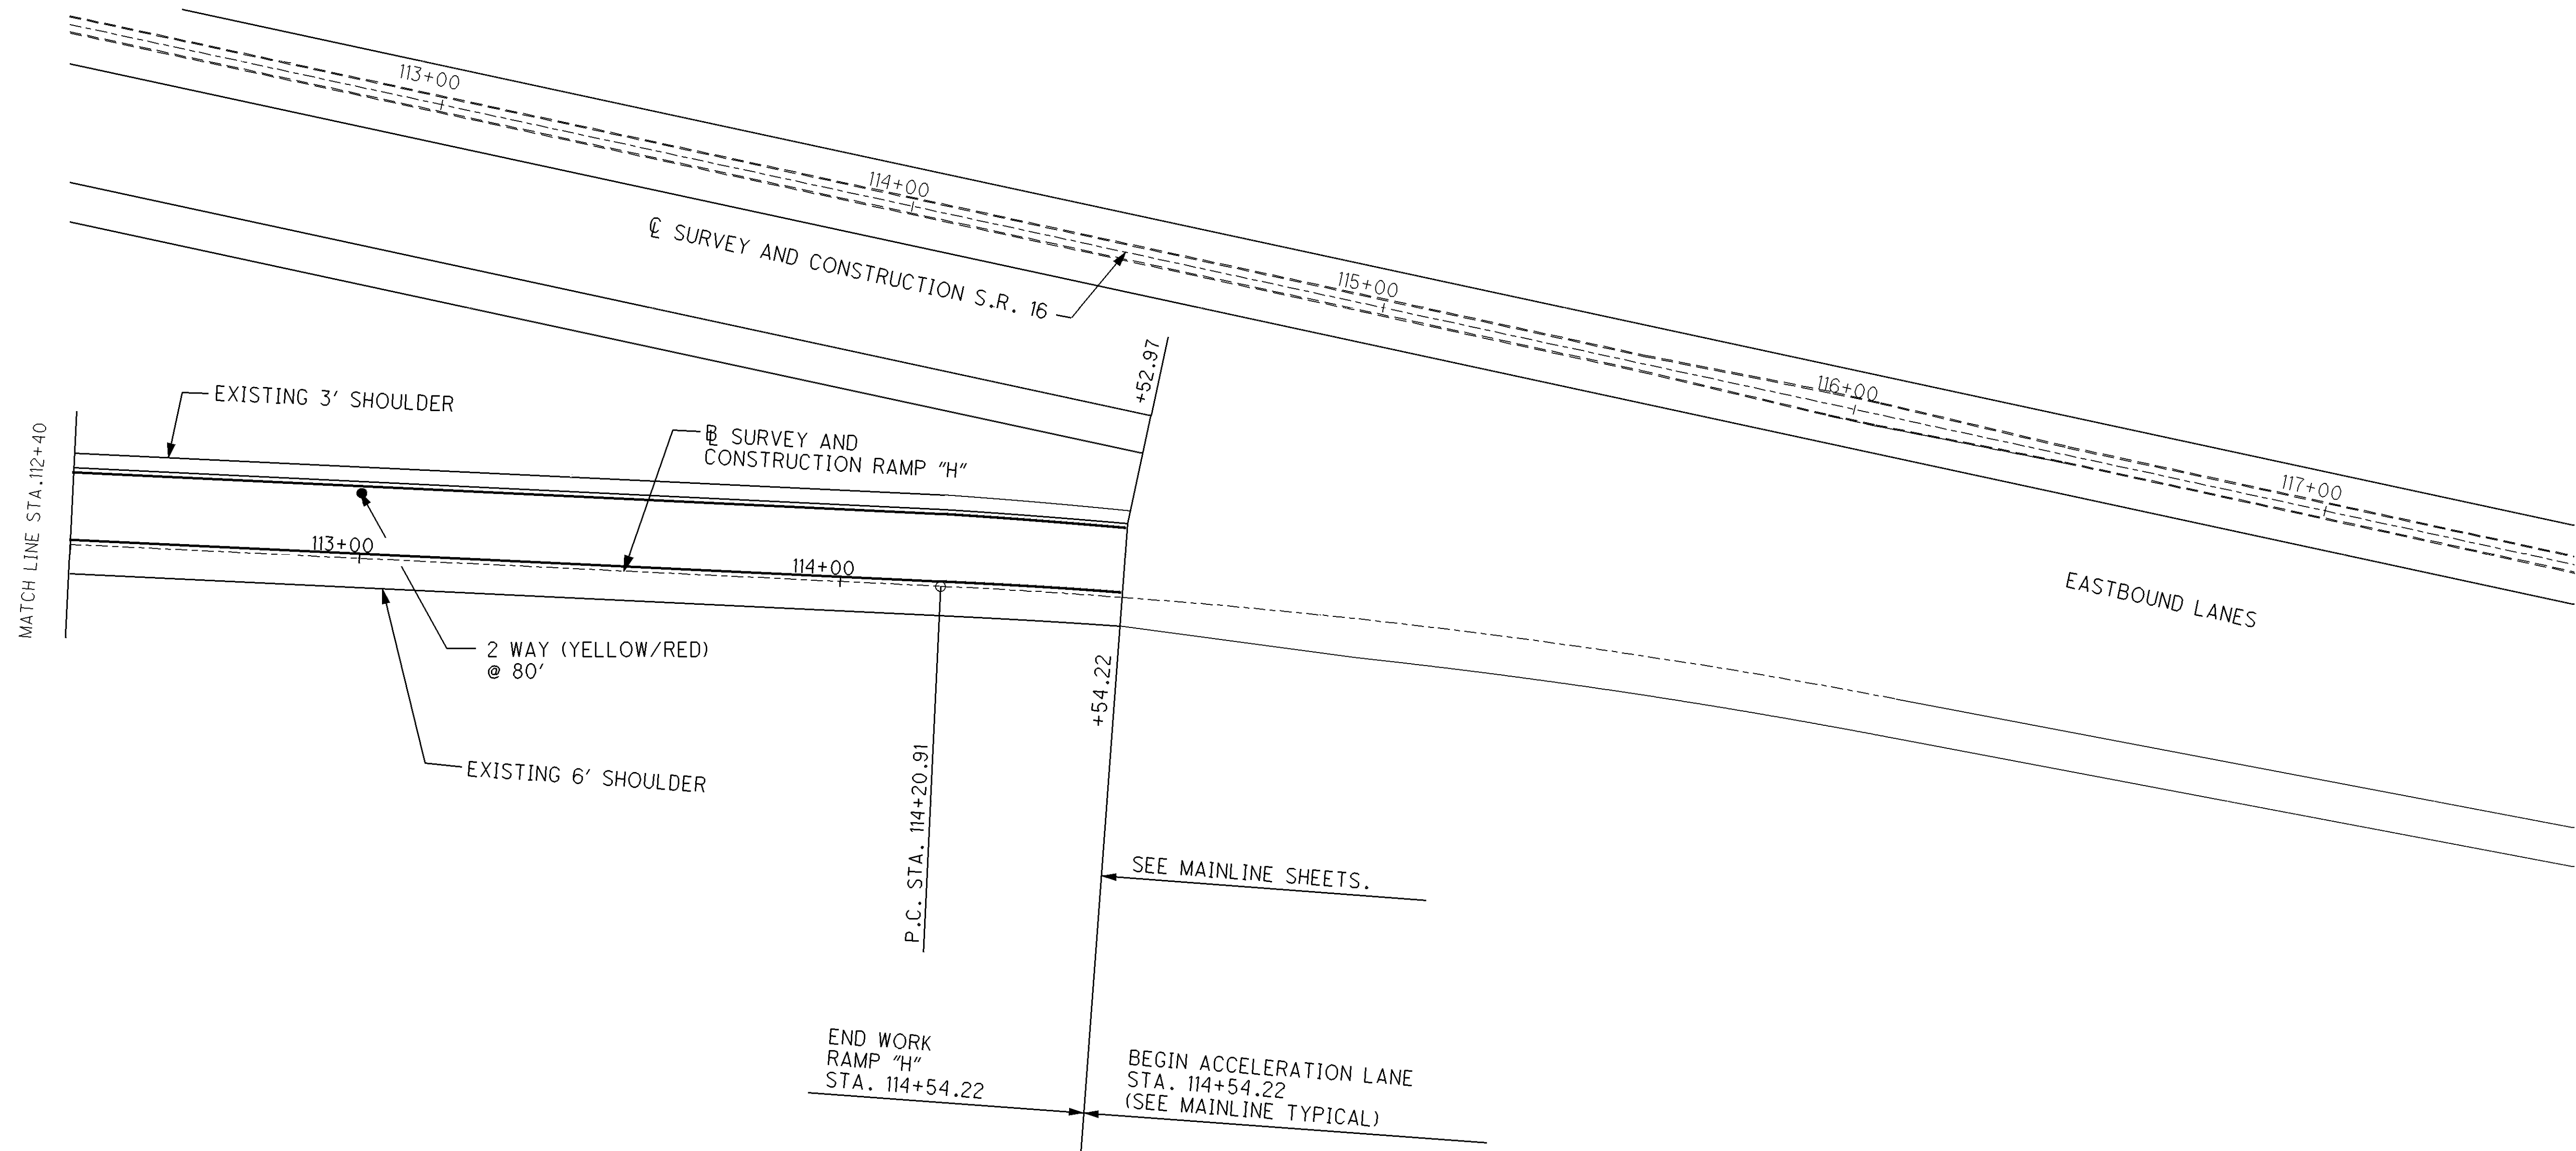 113+00
114+00
℄ SURVEY AND CONSTRUCTION S.R. 16
115+00
116+00
117+00
+52.97
EXISTING 3' SHOULDER
MATCH LINE STA.112+40
BL SURVEY AND
CONSTRUCTION RAMP "H"
113+00
114+00
EASTBOUND LANES
2 WAY (YELLOW/RED)
@ 80'
+54.22
EXISTING 6' SHOULDER
P.C. STA. 114+20.91
SEE MAINLINE SHEETS.
END WORK
RAMP "H"
STA. 114+54.22
BEGIN ACCELERATION LANE
STA. 114+54.22
(SEE MAINLINE TYPICAL)